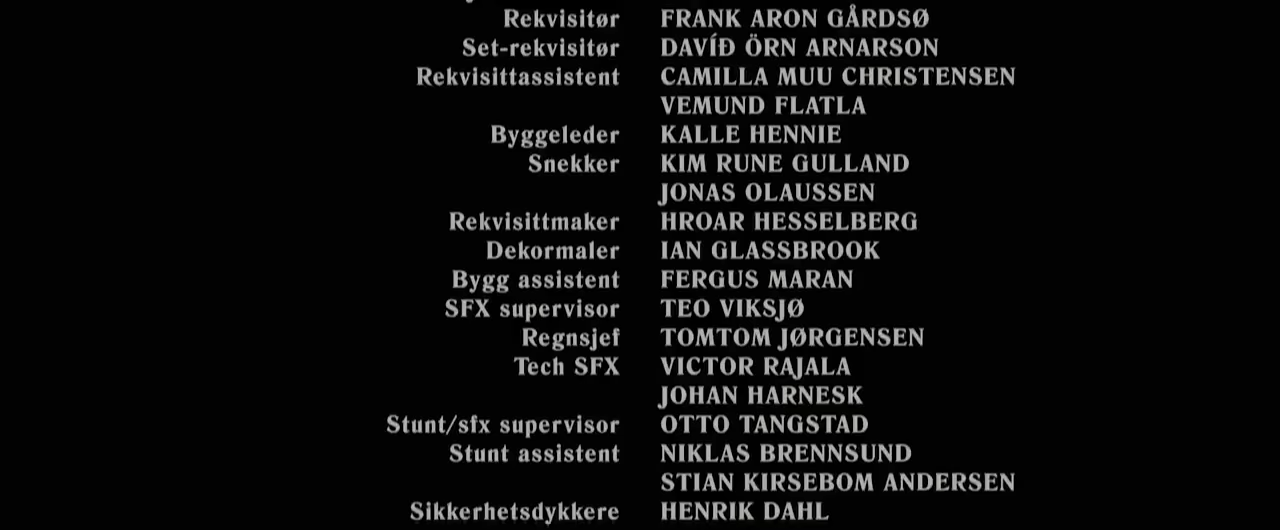 Rekvisitør FRANK ARON GÅRDSØ
Set-rekvisitør DAVÍÐ ÖRN ARNARSON
Rekvisittassistent CAMILLA MUU CHRISTENSEN
VEMUND FLATLA
Byggeleder KALLE HENNIE
Snekker KIM RUNE GULLAND
JONAS OLAUSSEN
Rekvisittmaker HROAR HESSELBERG
Dekormaler IAN GLASSBROOK
Bygg assistent FERGUS MARAN
SFX supervisor TEO VIKSJØ
Regnsjef TOMTOM JØRGENSEN
Tech SFX VICTOR RAJALA
JOHAN HARNESK
Stunt/sfx supervisor OTTO TANGSTAD
Stunt assistent NIKLAS BRENNSUND
STIAN KIRSEBOM ANDERSEN
Sikkerhetsdykkere HENRIK DAHL